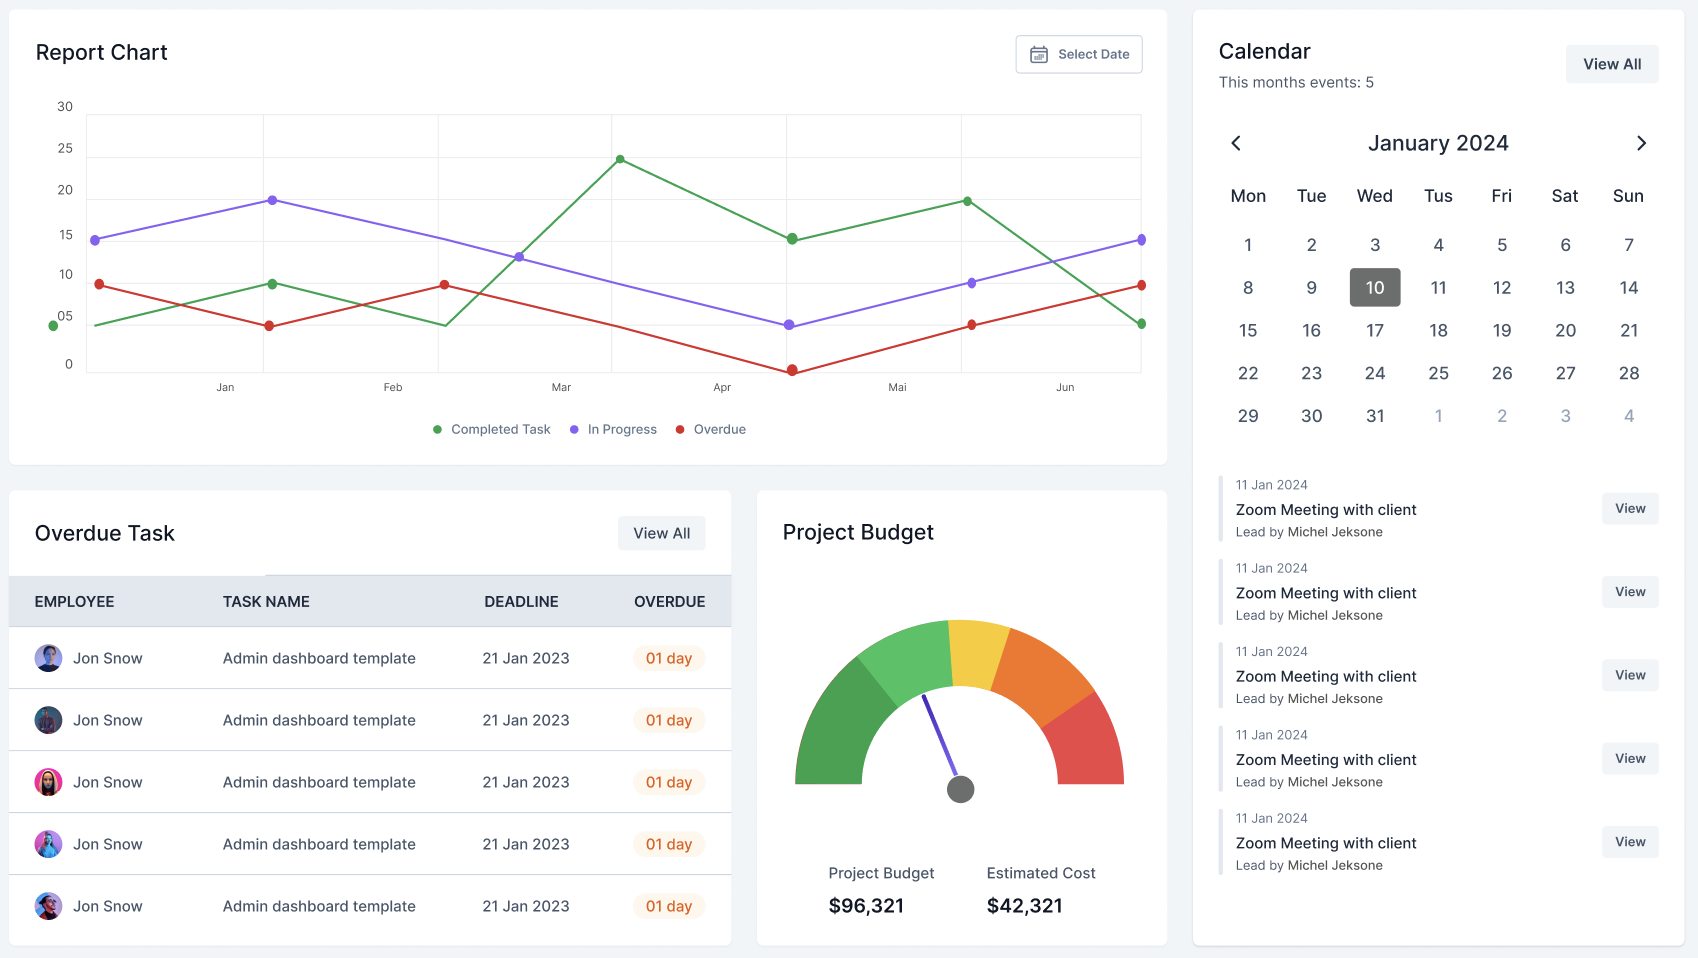 Report Chart
Select Date
30
25
20
15
10
05
0
Jan Feb Mar Apr Mai Jun
Completed Task In Progress Overdue
Overdue Task
View All
EMPLOYEE TASK NAME DEADLINE OVERDUE
Jon Snow Admin dashboard template 21 Jan 2023 01 day
Jon Snow Admin dashboard template 21 Jan 2023 01 day
Jon Snow Admin dashboard template 21 Jan 2023 01 day
Jon Snow Admin dashboard template 21 Jan 2023 01 day
Jon Snow Admin dashboard template 21 Jan 2023 01 day
Project Budget
Project Budget Estimated Cost
$96,321 $42,321
Calendar
This months events: 5
View All
January 2024
Mon Tue Wed Tus Fri Sat Sun
1 2 3 4 5 6 7
8 9 10 11 12 13 14
15 16 17 18 19 20 21
22 23 24 25 26 27 28
29 30 31 1 2 3 4
11 Jan 2024
Zoom Meeting with client
Lead by Michel Jeksone
View
11 Jan 2024
Zoom Meeting with client
Lead by Michel Jeksone
View
11 Jan 2024
Zoom Meeting with client
Lead by Michel Jeksone
View
11 Jan 2024
Zoom Meeting with client
Lead by Michel Jeksone
View
11 Jan 2024
Zoom Meeting with client
Lead by Michel Jeksone
View